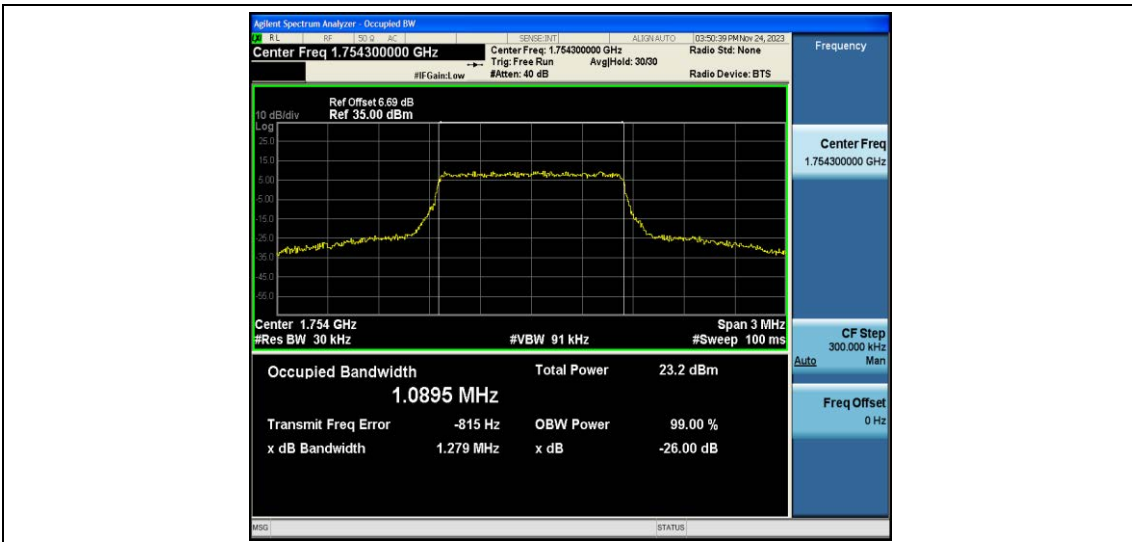 Agilent Spectrum Analyzer - Occupied BW
RL RF 50 Ω AC SENSE:INT ALIGN AUTO 03:50:39 PM Nov 24, 2023
Center Freq 1.754300000 GHz Center Freq: 1.754300000 GHz Radio Std: None
Trig: Free Run Avg|Hold: 30/30
#IFGain:Low #Atten: 40 dB Radio Device: BTS
Frequency
Ref Offset 6.69 dB
10 dB/div Ref 35.00 dBm
Log
25.0
15.0
5.00
-5.00
-15.0
-25.0
-35.0
-45.0
-55.0
Center Freq
1.754300000 GHz
Center 1.754 GHz Span 3 MHz
#Res BW 30 kHz #VBW 91 kHz #Sweep 100 ms
CF Step
300.000 kHz
Auto Man
Occupied Bandwidth Total Power 23.2 dBm
1.0895 MHz
Transmit Freq Error -815 Hz OBW Power 99.00 %
x dB Bandwidth 1.279 MHz x dB -26.00 dB
Freq Offset
0 Hz
MSG STATUS